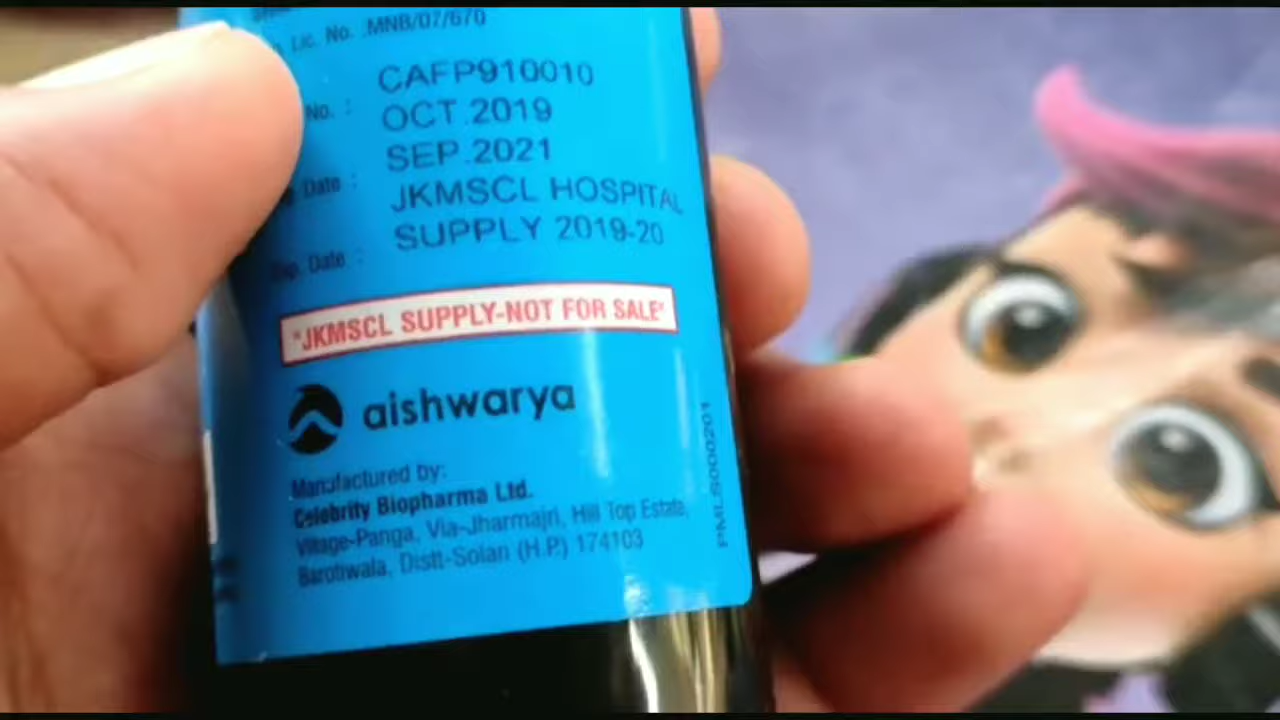 Lic. No. :MNB/07/670
CAFP910010
No. : OCT.2019
SEP.2021
Date : JKMSCL HOSPITAL
SUPPLY 2019-20
Exp. Date :
"JKMSCL SUPPLY-NOT FOR SALE"
aishwarya
Manufactured by:
Celebrity Biopharma Ltd.
Village-Panga, Via-Jharmajri, Hill Top Estate,
Barotiwala, Distt-Solan (H.P.) 174103
PMLS000201